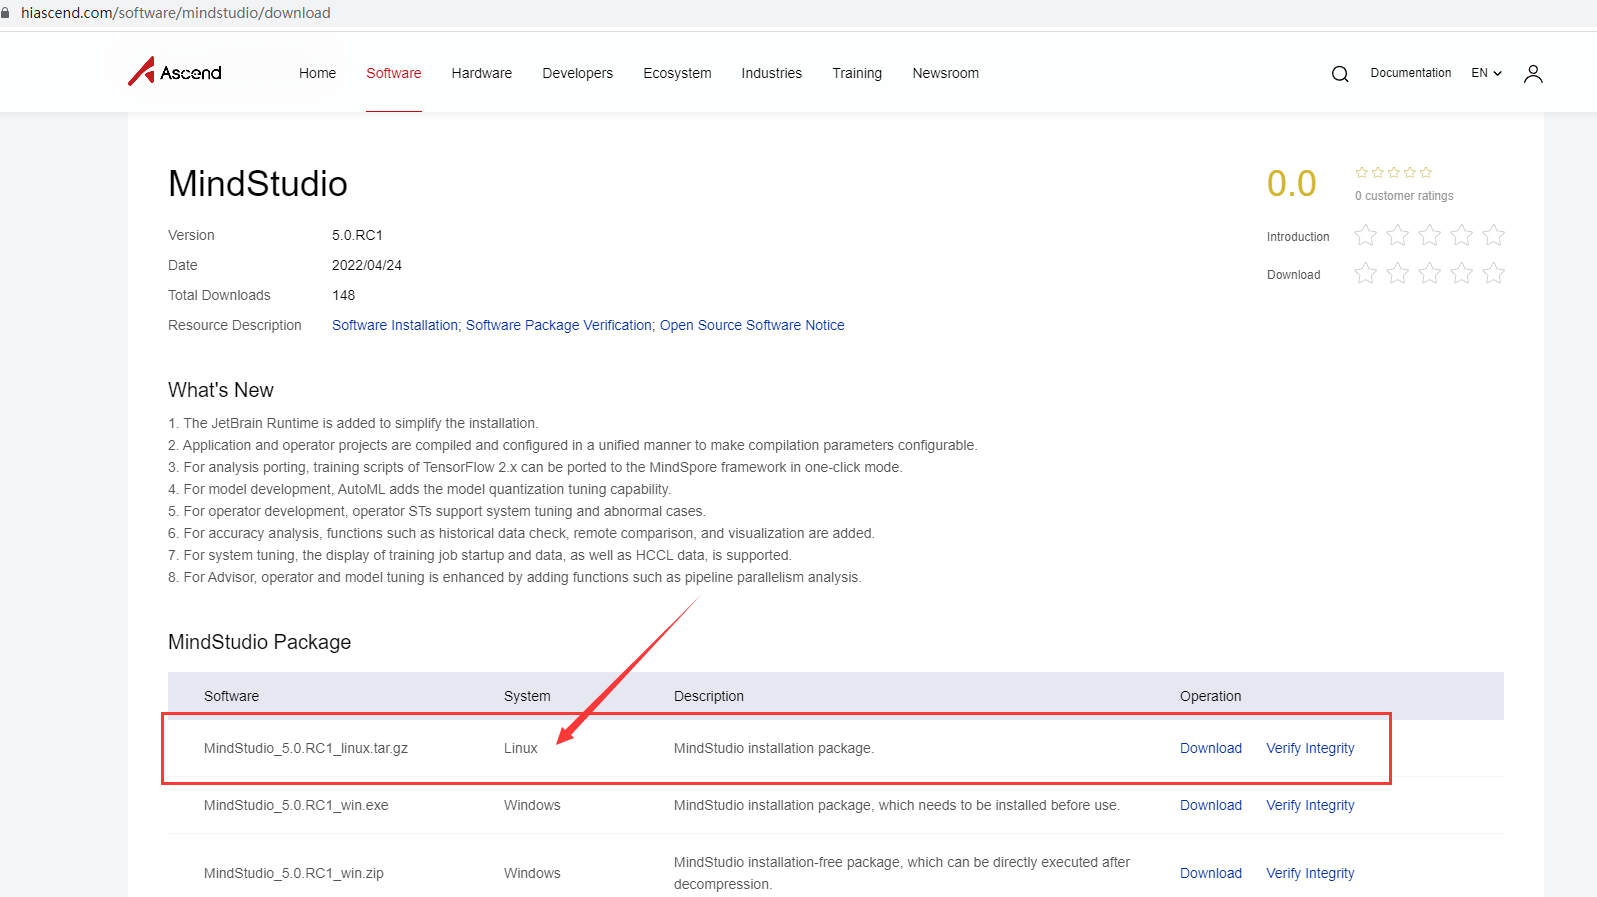 hiascend.com/software/mindstudio/download
Ascend Home Software Hardware Developers Ecosystem Industries Training Newsroom Documentation EN
MindStudio
0.0
0 customer ratings
Version 5.0.RC1
Introduction
Date 2022/04/24
Download
Total Downloads 148
Resource Description Software Installation; Software Package Verification; Open Source Software Notice
What's New
1. The JetBrain Runtime is added to simplify the installation.
2. Application and operator projects are compiled and configured in a unified manner to make compilation parameters configurable.
3. For analysis porting, training scripts of TensorFlow 2.x can be ported to the MindSpore framework in one-click mode.
4. For model development, AutoML adds the model quantization tuning capability.
5. For operator development, operator STs support system tuning and abnormal cases.
6. For accuracy analysis, functions such as historical data check, remote comparison, and visualization are added.
7. For system tuning, the display of training job startup and data, as well as HCCL data, is supported.
8. For Advisor, operator and model tuning is enhanced by adding functions such as pipeline parallelism analysis.
MindStudio Package
Software System Description Operation
MindStudio_5.0.RC1_linux.tar.gz Linux MindStudio installation package. Download Verify Integrity
MindStudio_5.0.RC1_win.exe Windows MindStudio installation package, which needs to be installed before use. Download Verify Integrity
MindStudio_5.0.RC1_win.zip Windows MindStudio installation-free package, which can be directly executed after
decompression. Download Verify Integrity